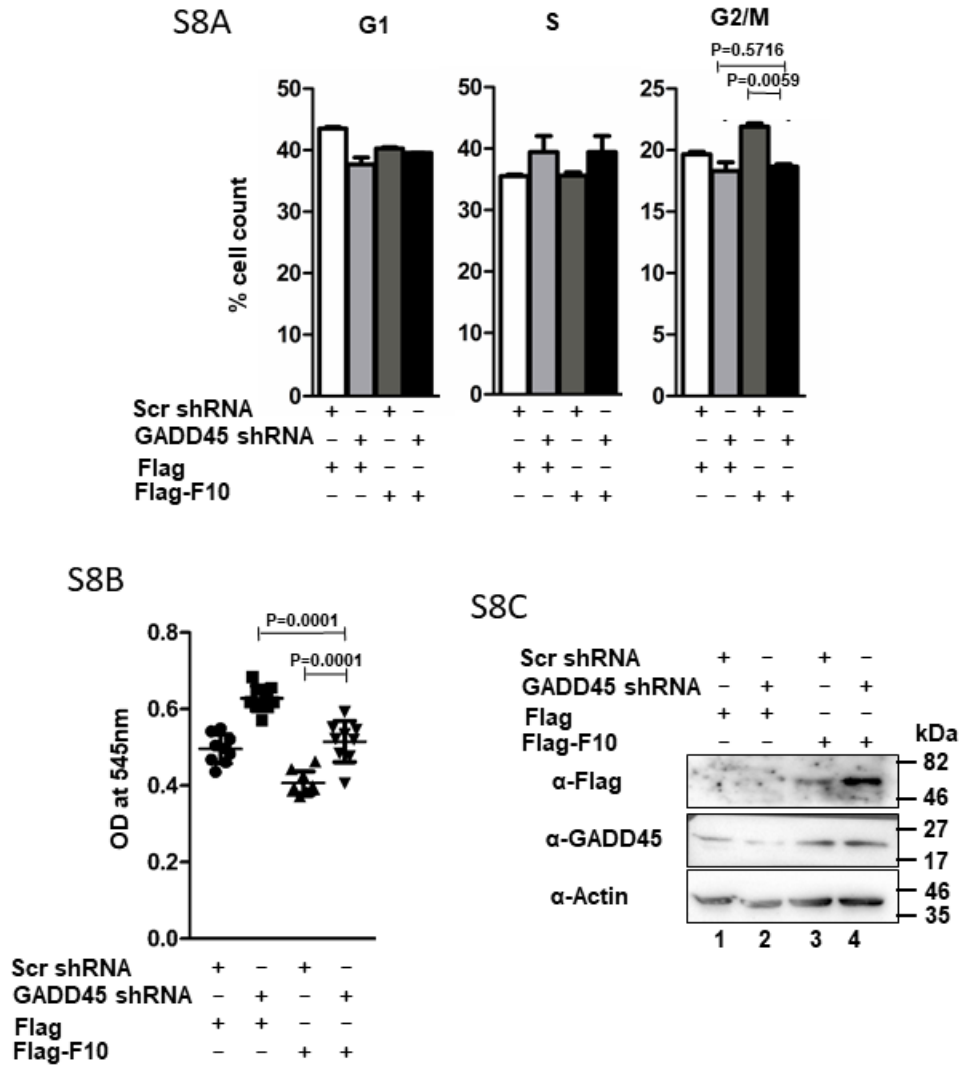 S8A
G1 S G2/M
P=0.5716
P=0.0059
50 50 25
40 40 20
30 30 15
20 20 10
10 10 5
0 0 0
% cell count
Scr shRNA + – + – + – + – + – + –
GADD45 shRNA – + – + – + – + – + – +
Flag + + – – + + – – + + – –
Flag-F10 – – + + – – + + – – + +
S8B
P=0.0001
P=0.0001
0.8
0.6
0.4
0.2
0.0
OD at 545nm
Scr shRNA + – + –
GADD45 shRNA – + – +
Flag + + – –
Flag-F10 – – + +
S8C
Scr shRNA + – + –
GADD45 shRNA – + – +
Flag + + – –
Flag-F10 – – + +
kDa
α-Flag 82
46
α-GADD45 27
17
α-Actin 46
35
1 2 3 4